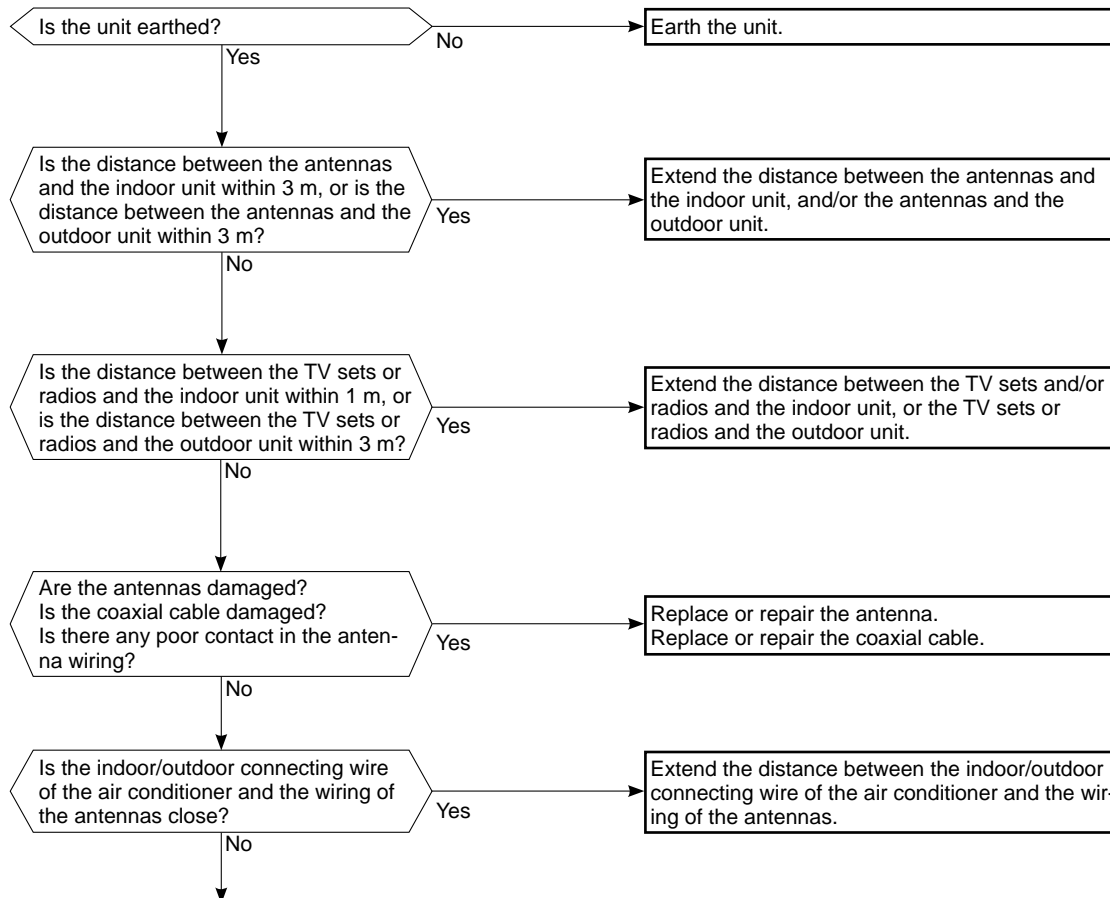 Is the unit earthed?
No
Earth the unit.
Yes
Is the distance between the antennas
and the indoor unit within 3 m, or is the
distance between the antennas and the
outdoor unit within 3 m?
Yes
Extend the distance between the antennas and
the indoor unit, and/or the antennas and the
outdoor unit.
No
Is the distance between the TV sets or
radios and the indoor unit within 1 m, or
is the distance between the TV sets or
radios and the outdoor unit within 3 m?
Yes
Extend the distance between the TV sets and/or
radios and the indoor unit, or the TV sets or
radios and the outdoor unit.
No
Are the antennas damaged?
Is the coaxial cable damaged?
Is there any poor contact in the anten-
na wiring?
Yes
Replace or repair the antenna.
Replace or repair the coaxial cable.
No
Is the indoor/outdoor connecting wire
of the air conditioner and the wiring of
the antennas close?
Yes
Extend the distance between the indoor/outdoor
connecting wire of the air conditioner and the wir-
ing of the antennas.
No